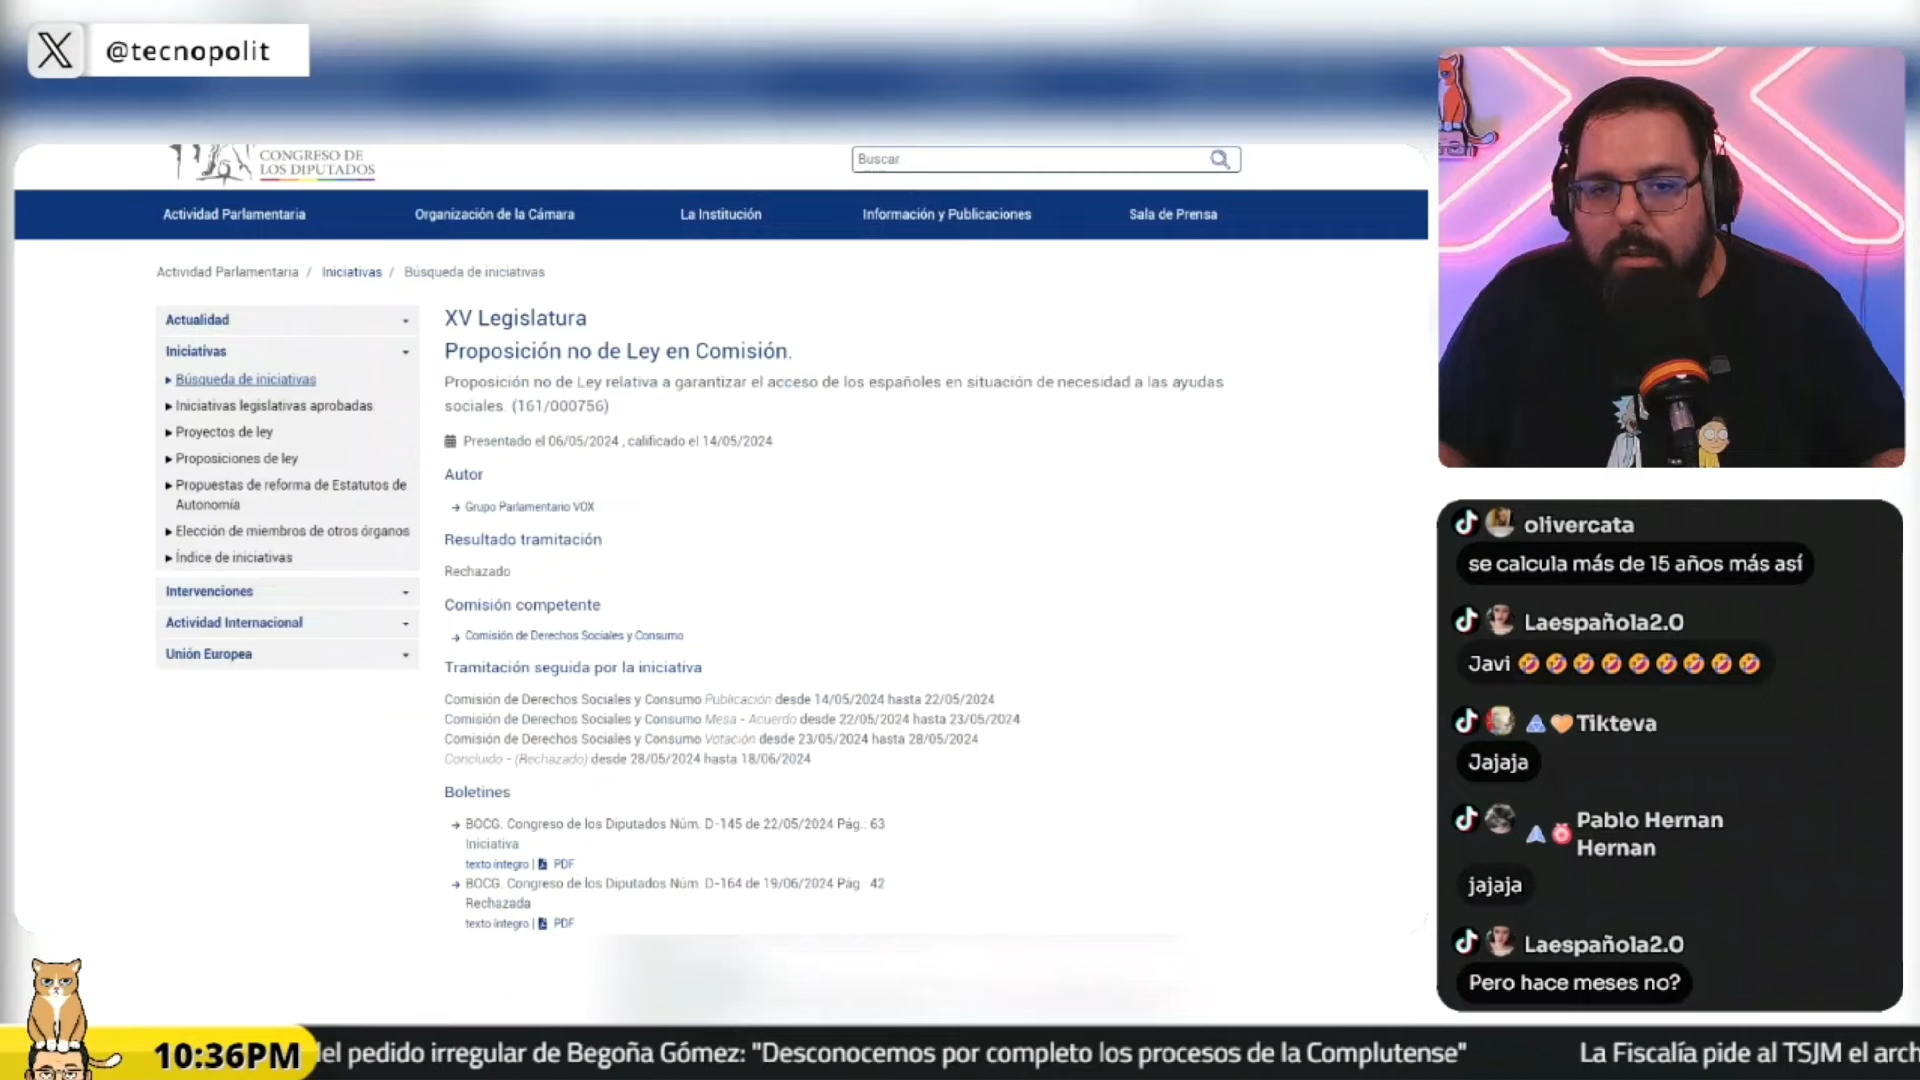 @tecnopolit
CONGRESO DE
LOS DIPUTADOS
Buscar
Actividad Parlamentaria
Organización de la Cámara
La Institución
Información y Publicaciones
Sala de Prensa
Actividad Parlamentaria / Iniciativas / Búsqueda de iniciativas
Actualidad
Iniciativas
Búsqueda de iniciativas
Iniciativas legislativas aprobadas
Proyectos de ley
Proposiciones de ley
Propuestas de reforma de Estatutos de
Autonomía
Elección de miembros de otros órganos
Índice de iniciativas
Intervenciones
Actividad Internacional
Unión Europea
XV Legislatura
Proposición no de Ley en Comisión.
Proposición no de Ley relativa a garantizar el acceso de los españoles en situación de necesidad a las ayudas
sociales. (161/000756)
Presentado el 06/05/2024 , calificado el 14/05/2024
Autor
Grupo Parlamentario VOX
Resultado tramitación
Rechazado
Comisión competente
Comisión de Derechos Sociales y Consumo
Tramitación seguida por la iniciativa
Comisión de Derechos Sociales y Consumo Publicación desde 14/05/2024 hasta 22/05/2024
Comisión de Derechos Sociales y Consumo Mesa - Acuerdo desde 22/05/2024 hasta 23/05/2024
Comisión de Derechos Sociales y Consumo Votación desde 23/05/2024 hasta 28/05/2024
Concluido - (Rechazado) desde 28/05/2024 hasta 18/06/2024
Boletines
BOCG. Congreso de los Diputados Núm. D-145 de 22/05/2024 Pág.: 63
Iniciativa
texto íntegro | PDF
BOCG. Congreso de los Diputados Núm. D-164 de 19/06/2024 Pág 42
Rechazada
texto íntegro | PDF
olivercata
se calcula más de 15 años más así
Laespañola2.0
Javi 🤣🤣🤣🤣🤣🤣🤣🤣🤣
Tikteva
Jajaja
Pablo Hernan
Hernan
jajaja
Laespañola2.0
Pero hace meses no?
10:36PM
del pedido irregular de Begoña Gómez: "Desconocemos por completo los procesos de la Complutense"
La Fiscalía pide al TSJM el arch